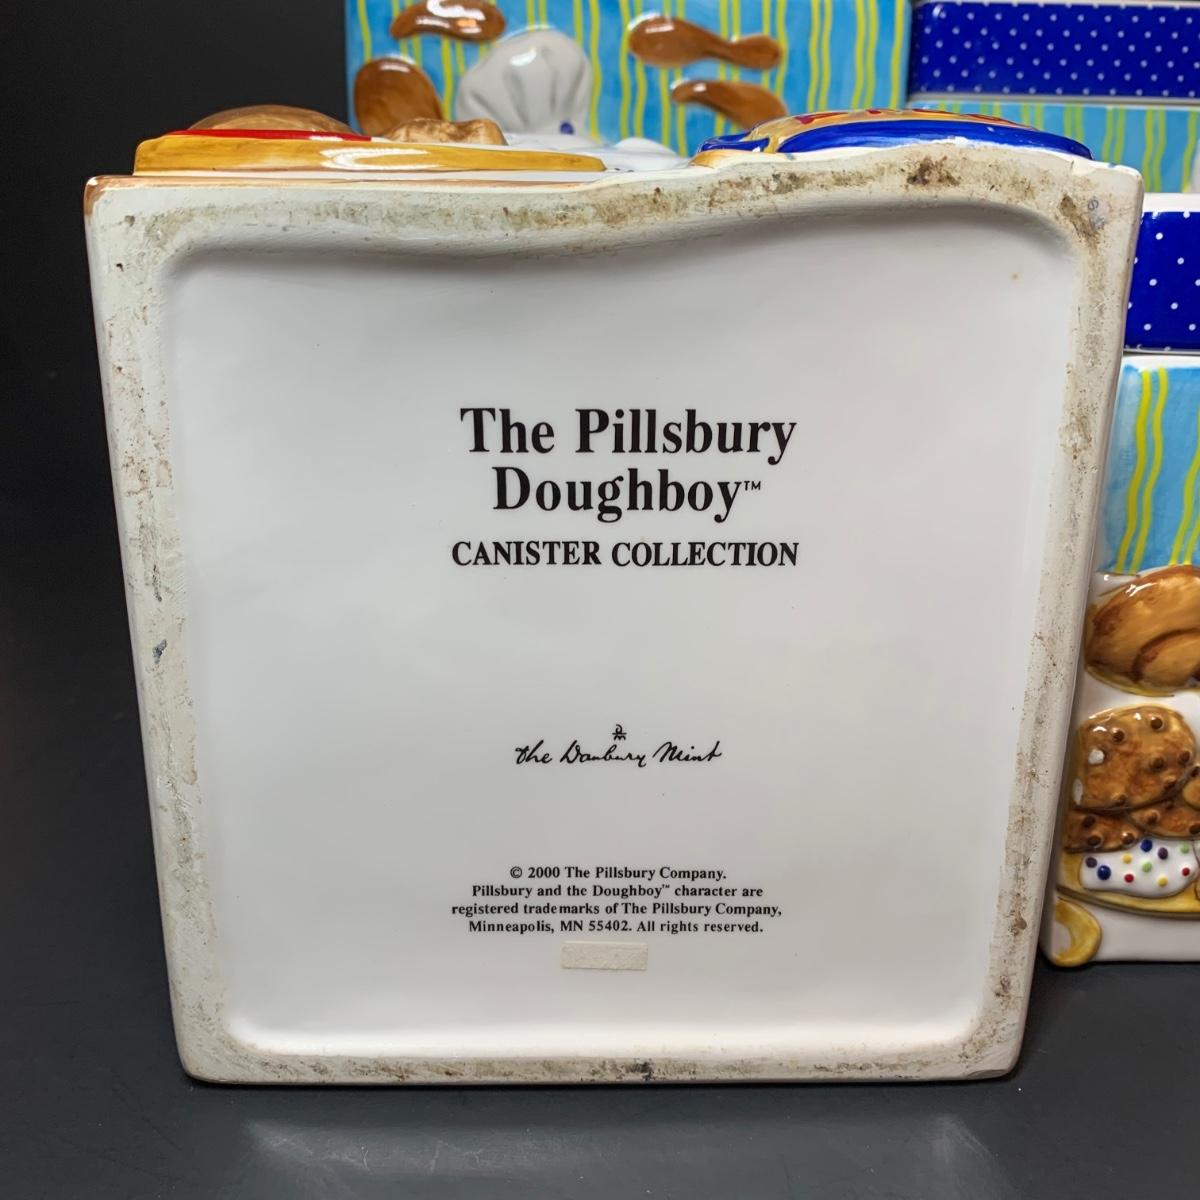 The Pillsbury
Doughboy™
CANISTER COLLECTION
The Danbury Mint
© 2000 The Pillsbury Company.
Pillsbury and the Doughboy™ character are
registered trademarks of The Pillsbury Company,
Minneapolis, MN 55402. All rights reserved.